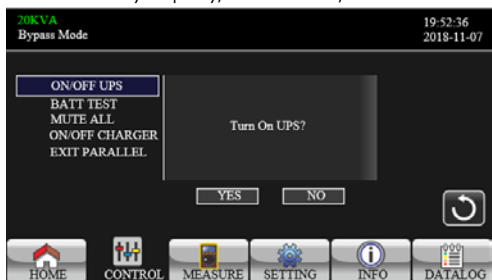 20KVA
Bypass Mode
19:52:36
2018-11-07
ON/OFF UPS
BATT TEST
MUTE ALL
ON/OFF CHARGER
EXIT PARALLEL
Turn On UPS?
YES NO
HOME CONTROL MEASURE SETTING INFO DATALOG